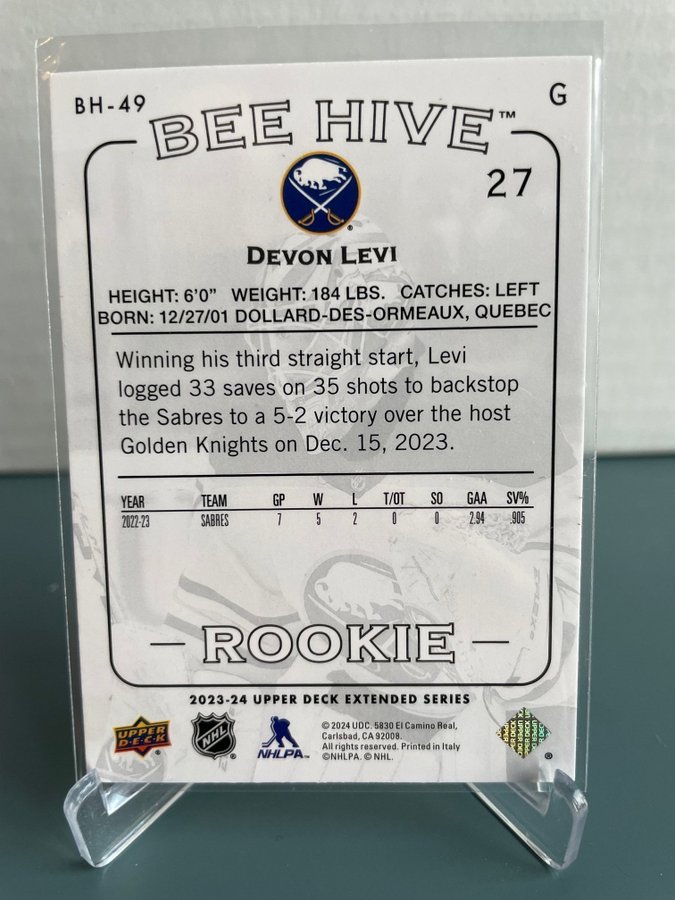 BH-49
G
BEE HIVE™
27
DEVON LEVI
HEIGHT: 6'0" WEIGHT: 184 LBS. CATCHES: LEFT
BORN: 12/27/01 DOLLARD-DES-ORMEAUX, QUEBEC
Winning his third straight start, Levi
logged 33 saves on 35 shots to backstop
the Sabres to a 5-2 victory over the host
Golden Knights on Dec. 15, 2023.
YEAR TEAM GP W L T/OT SO GAA SV%
2022-23 SABRES 7 5 2 0 0 2.94 .905
ROOKIE
2023-24 UPPER DECK EXTENDED SERIES
UPPER
D·E·C·K
®
NHL
NHLPA™
© 2024 UDC. 5830 El Camino Real,
Carlsbad, CA 92008.
All rights reserved. Printed in Italy
©NHLPA. © NHL.
UPPER DECK
®